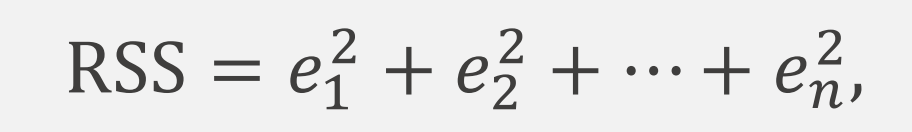 RSS = e₁² + e₂² + ⋯ + eₙ²,